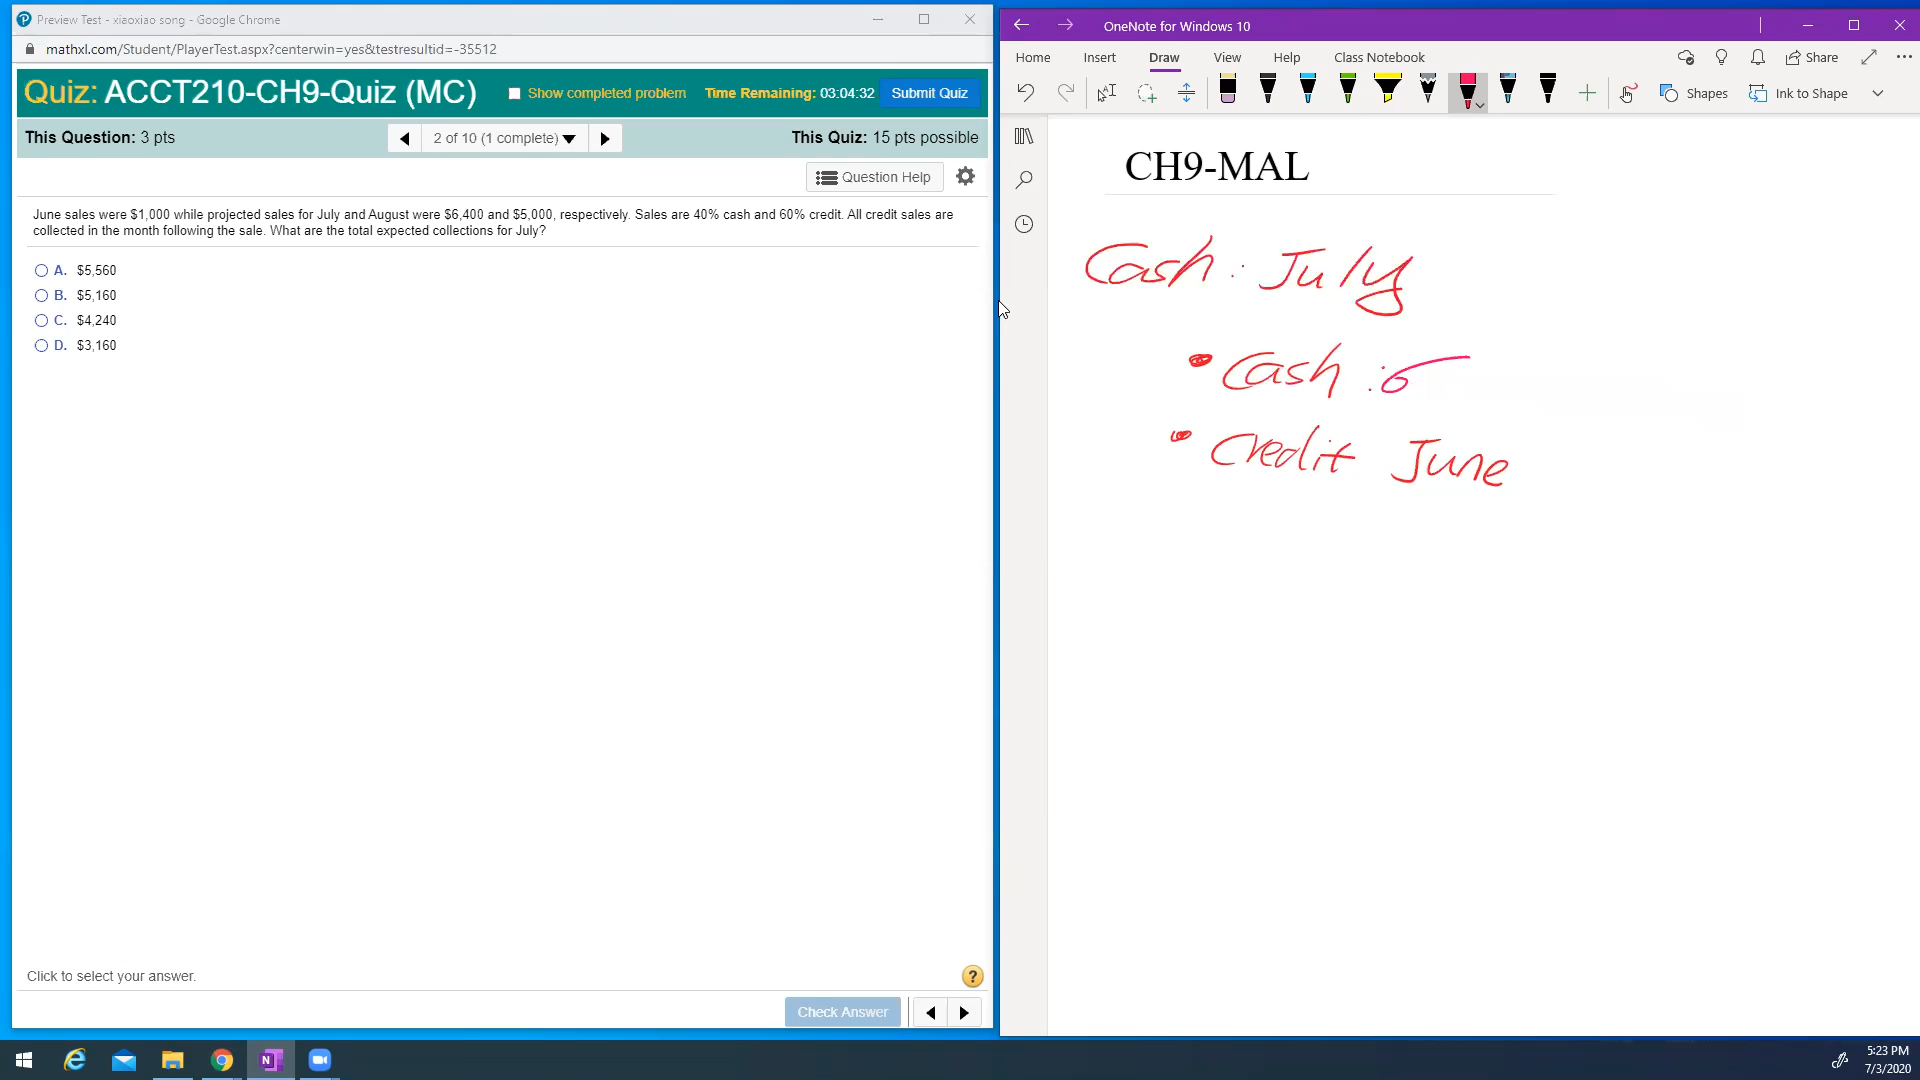 Preview Test - xiaoxiao song - Google Chrome
mathxl.com/Student/PlayerTest.aspx?centerwin=yes&testresultid=-35512
Quiz: ACCT210-CH9-Quiz (MC)
Show completed problem
Time Remaining: 03:04:32
Submit Quiz
This Question: 3 pts
2 of 10 (1 complete)
This Quiz: 15 pts possible
Question Help
June sales were $1,000 while projected sales for July and August were $6,400 and $5,000, respectively. Sales are 40% cash and 60% credit. All credit sales are
collected in the month following the sale. What are the total expected collections for July?
A. $5,560
B. $5,160
C. $4,240
D. $3,160
Click to select your answer.
?
Check Answer
OneNote for Windows 10
Home Insert Draw View Help Class Notebook
Share
Shapes
Ink to Shape
CH9-MAL
Cash: July
• Cash : 6
• Credit June
5:23 PM
7/3/2020